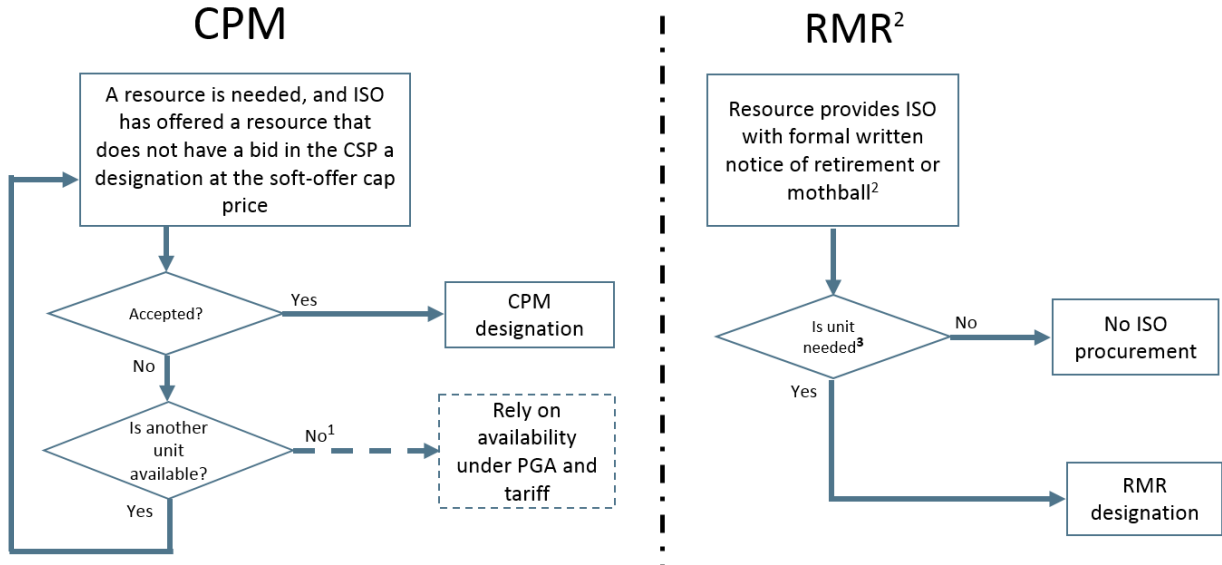 CPM
A resource is needed, and ISO
has offered a resource that
does not have a bid in the CSP a
designation at the soft-offer cap
price
Accepted?
Yes
CPM
designation
No
Is another
unit
available?
No¹
Rely on
availability
under PGA and
tariff
Yes
RMR²
Resource provides ISO
with formal written
notice of retirement or
mothball²
Is unit
needed³
No
No ISO
procurement
Yes
RMR
designation